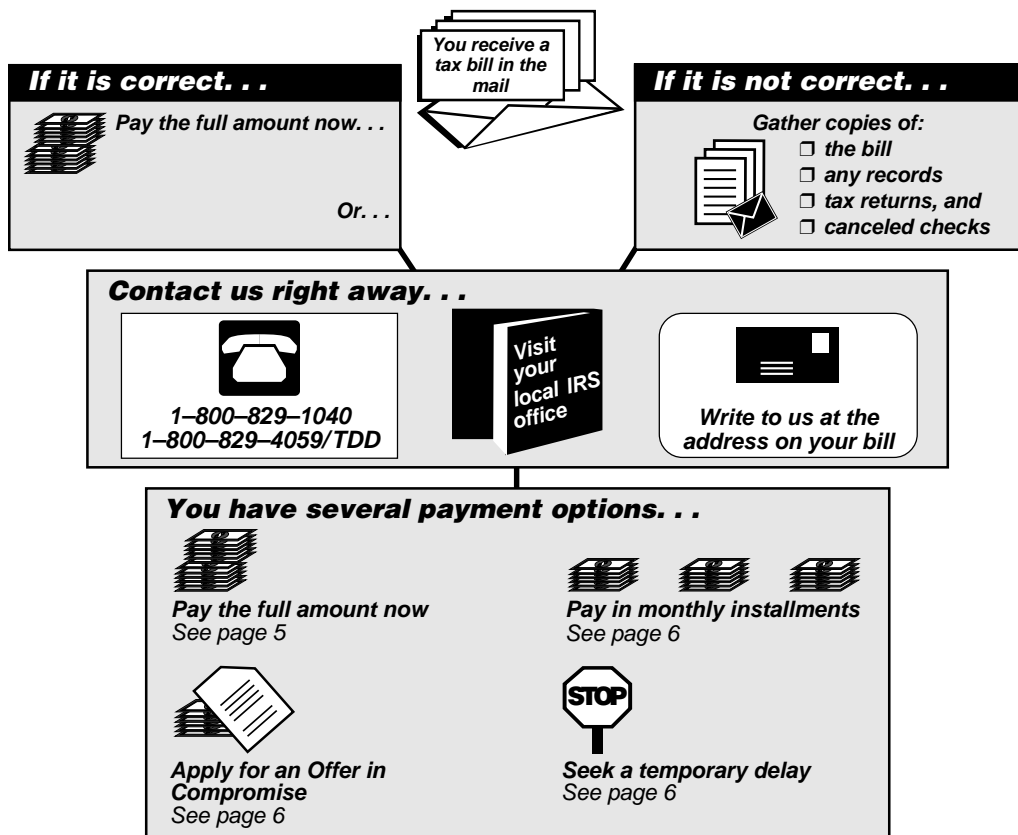 You receive a
tax bill in the
mail
If it is correct. . .
Pay the full amount now. . .
Or. . .
If it is not correct. . .
Gather copies of:
❐ the bill
❐ any records
❐ tax returns, and
❐ canceled checks
Contact us right away. . .
1–800–829–1040
1–800–829–4059/TDD
Visit
your
local IRS
office
Write to us at the
address on your bill
You have several payment options. . .
Pay the full amount now
See page 5
Pay in monthly installments
See page 6
Apply for an Offer in
Compromise
See page 6
STOP
Seek a temporary delay
See page 6